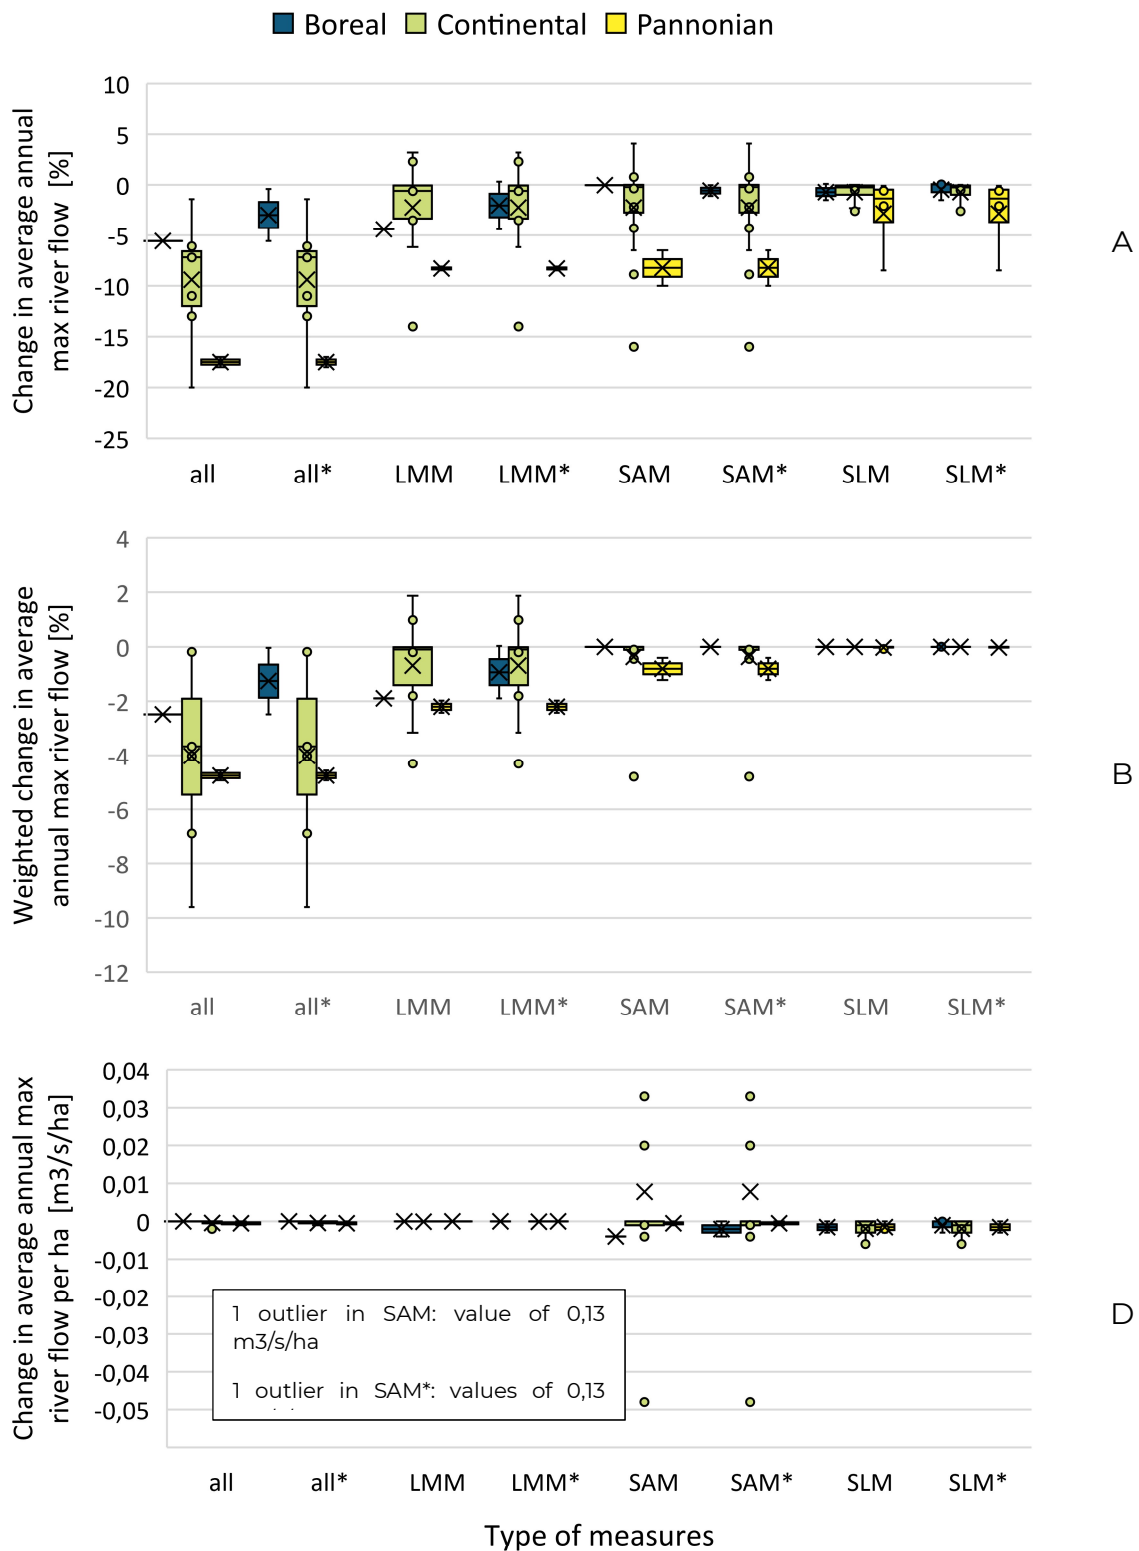 Boreal Continental Pannonian
Change in average annual
max river flow [%]
10
5
0
-5
-10
-15
-20
-25
all all* LMM LMM* SAM SAM* SLM SLM*
A
Weighted change in average
annual max river flow [%]
4
2
0
-2
-4
-6
-8
-10
-12
all all* LMM LMM* SAM SAM* SLM SLM*
B
Change in average annual max
river flow per ha [m3/s/ha]
0,04
0,03
0,02
0,01
0
-0,01
-0,02
-0,03
-0,04
-0,05
1 outlier in SAM: value of 0,13
m3/s/ha
1 outlier in SAM*: values of 0,13
all all* LMM LMM* SAM SAM* SLM SLM*
D
Type of measures